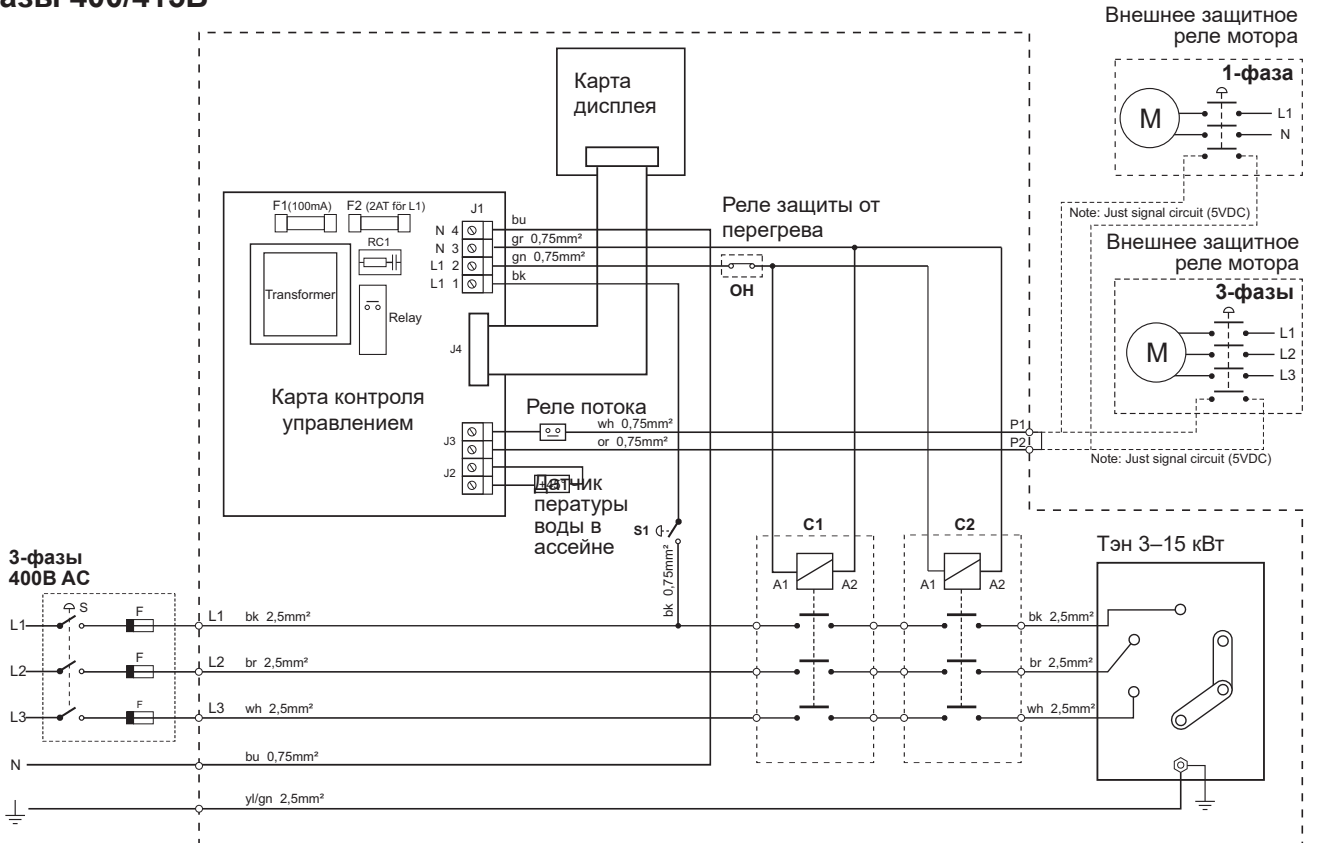 азы 400/415В
Внешнее защитное
реле мотора
1-фаза
M
L1
N
Note: Just signal circuit (5VDC)
Внешнее защитное
реле мотора
3-фазы
M
L1
L2
L3
Note: Just signal circuit (5VDC)
Карта
дисплея
F1(100mA)
F2 (2AT för L1)
J1
RC1
Transformer
Relay
N 4
N 3
L1 2
L1 1
bu
gr 0,75mm²
gn 0,75mm²
bk
J4
Реле защиты от
перегрева
OH
Карта контроля
управлением
Реле потока
wh 0,75mm²
or 0,75mm²
P1
P2
J3
J2
Датчик
пературы
воды в
ассейне
S1
bk 0,75mm²
C1
A1
A2
C2
A1
A2
Тэн 3–15 кВт
3-фазы
400В AC
S
F
L1
L1
bk 2,5mm²
bk 2,5mm²
F
L2
L2
br 2,5mm²
br 2,5mm²
F
L3
L3
wh 2,5mm²
wh 2,5mm²
N
bu 0,75mm²
yl/gn 2,5mm²